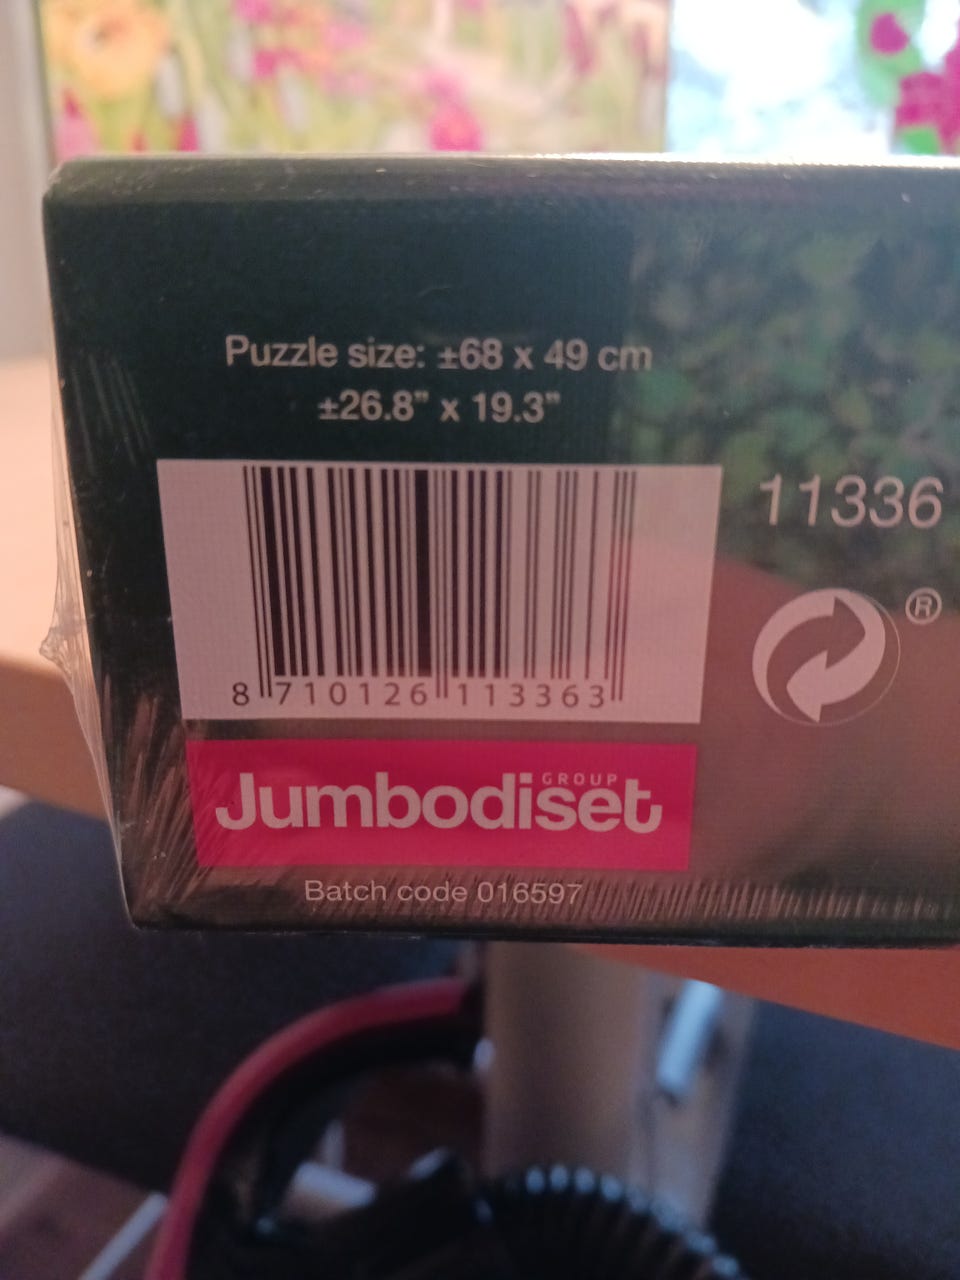 Puzzle size: ±68 x 49 cm
±26.8" x 19.3"
11336
®
8 710126 113363
GROUP
Jumbodiset
Batch code 016597